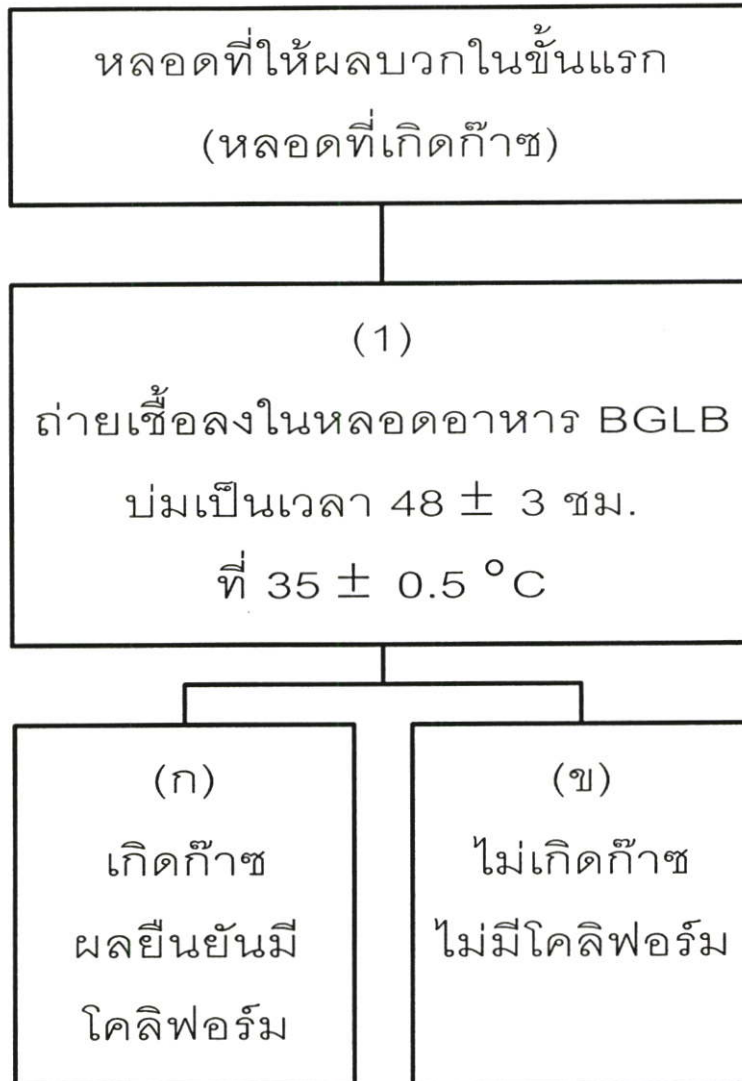 หลอดที่ให้ผลบวกในขั้นแรก
(หลอดที่เกิดก๊าซ)
(1)
ถ่ายเชื้อลงในหลอดอาหาร BGLB
บ่มเป็นเวลา 48 ± 3 ชม.
ที่ 35 ± 0.5 °C
(ก)
เกิดก๊าซ
ผลยืนยันมี
โคลิฟอร์ม
(ข)
ไม่เกิดก๊าซ
ไม่มีโคลิฟอร์ม